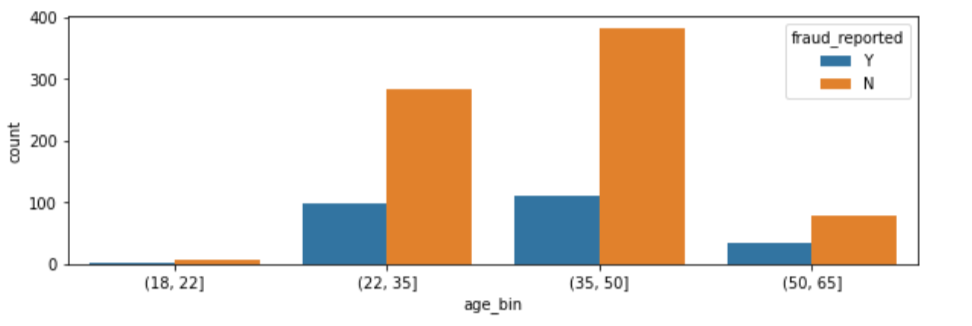 400
300
200
100
0
count
fraud_reported
Y
N
(18, 22]
(22, 35]
(35, 50]
(50, 65]
age_bin